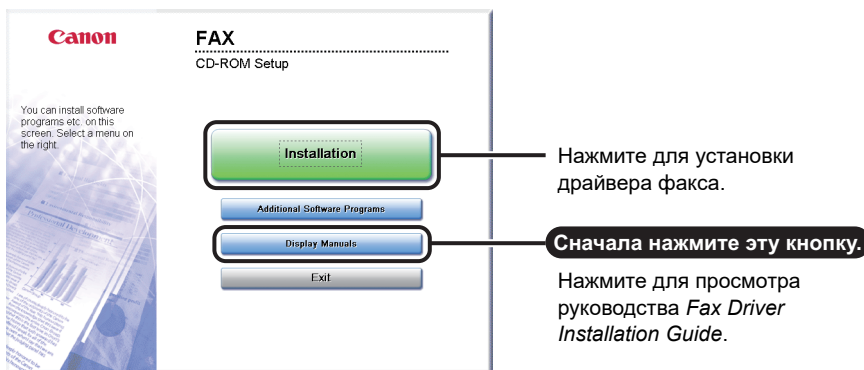 Canon
FAX
CD-ROM Setup
You can install software
programs etc. on this
screen. Select a menu on
the right.
Installation
Additional Software Programs
Display Manuals
Exit
Нажмите для установки
драйвера факса.
Сначала нажмите эту кнопку.
Нажмите для просмотра
руководства Fax Driver
Installation Guide.